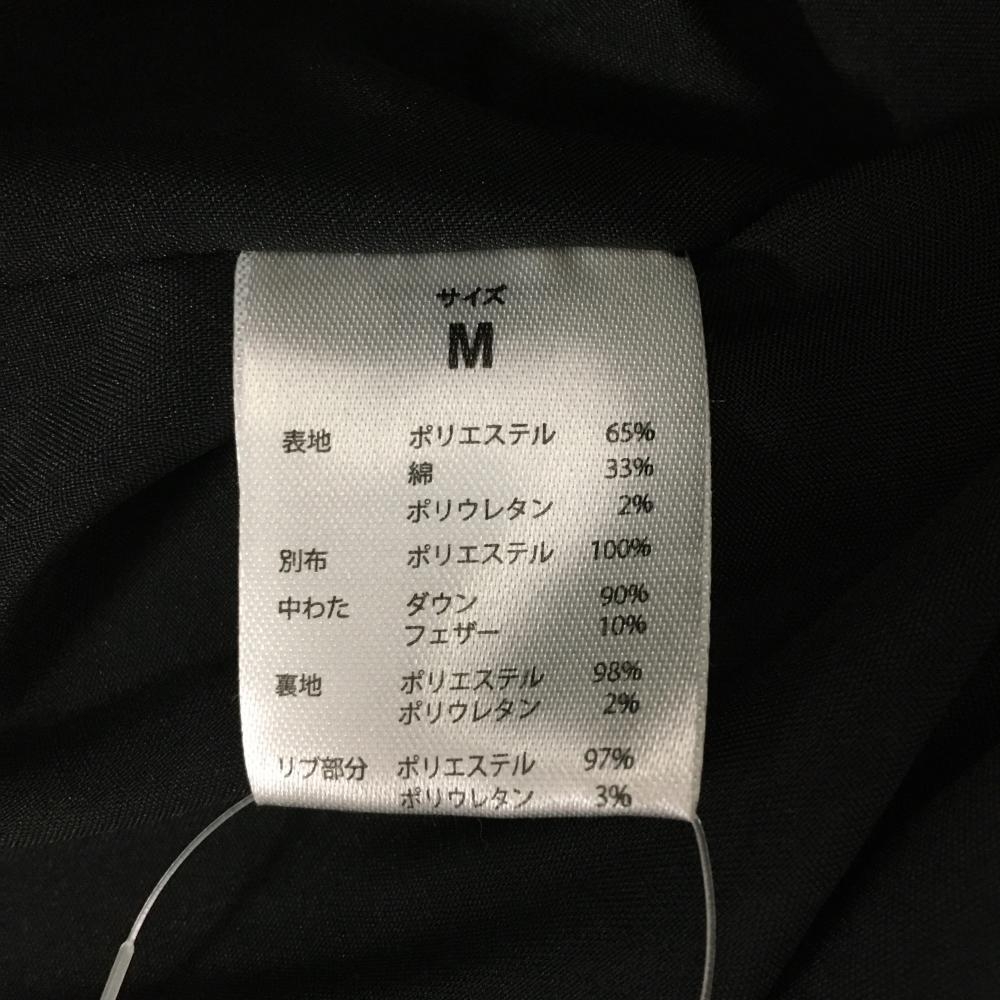 サイズ
M
表地 ポリエステル 65%
綿 33%
ポリウレタン 2%
別布 ポリエステル 100%
中わた ダウン 90%
フェザー 10%
裏地 ポリエステル 98%
ポリウレタン 2%
リブ部分 ポリエステル 97%
ポリウレタン 3%